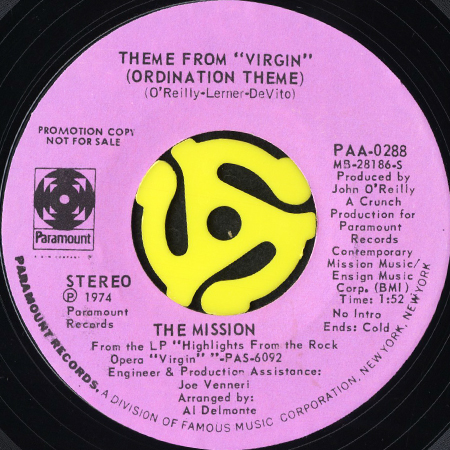 THEME FROM "VIRGIN"
(ORDINATION THEME)
(O'Reilly-Lerner-DeVito)
PROMOTION COPY
NOT FOR SALE
Paramount
STEREO
Ⓟ 1974
Paramount
Records
PAA-0288
MB-28186-S
Produced by
John O'Reilly
A Crunch
Production for
Paramount
Records
Contemporary
Mission Music/
Ensign Music
Corp. (BMI)
Time: 1:52
No Intro
Ends: Cold
THE MISSION
From the LP "Highlights From the Rock
Opera "Virgin" "-PAS-6092
Engineer & Production Assistance:
Joe Venneri
Arranged by:
Al Delmonte
PARAMOUNT RECORDS, A DIVISION OF FAMOUS MUSIC CORPORATION, NEW YORK, NEW YORK